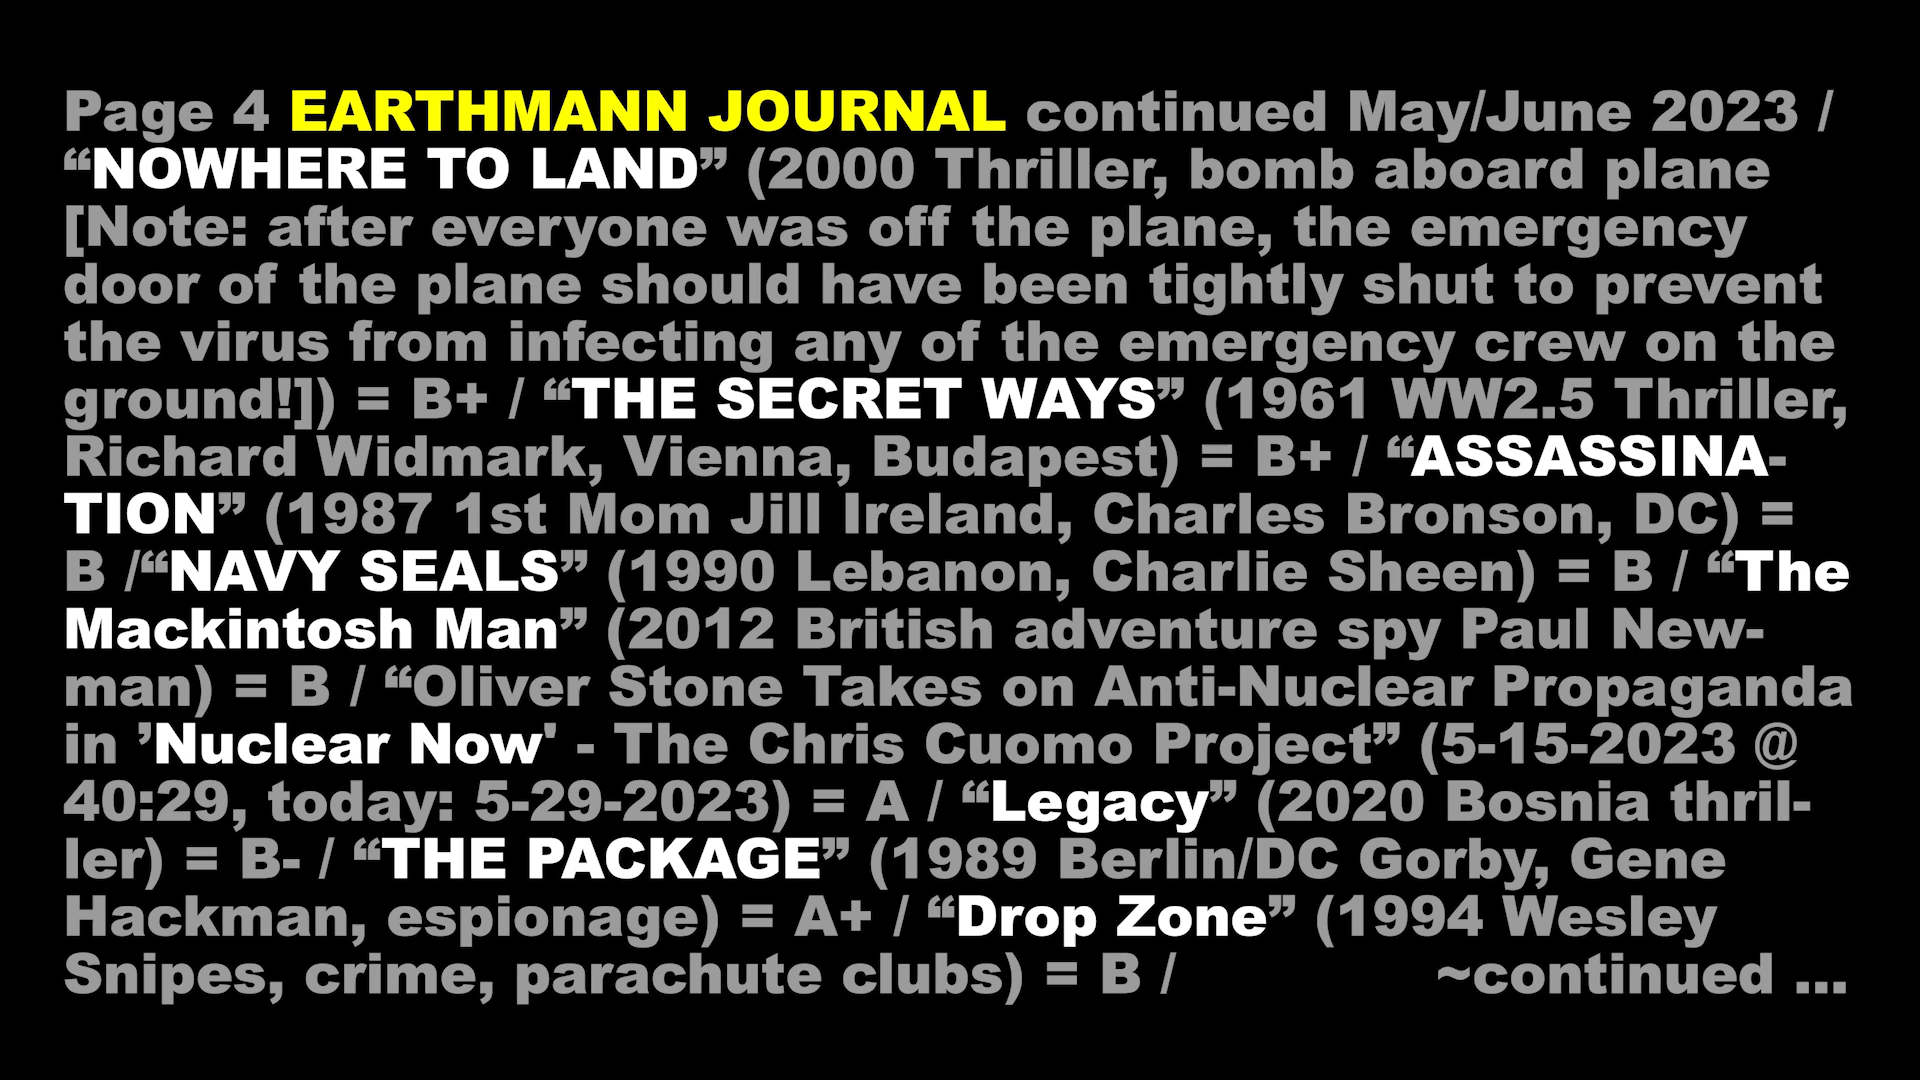 Page 4 EARTHMANN JOURNAL continued May/June 2023 /
“NOWHERE TO LAND” (2000 Thriller, bomb aboard plane
[Note: after everyone was off the plane, the emergency
door of the plane should have been tightly shut to prevent
the virus from infecting any of the emergency crew on the
ground!]) = B+ / “THE SECRET WAYS” (1961 WW2.5 Thriller,
Richard Widmark, Vienna, Budapest) = B+ / “ASSASSINA-
TION” (1987 1st Mom Jill Ireland, Charles Bronson, DC) =
B /“NAVY SEALS” (1990 Lebanon, Charlie Sheen) = B / “The
Mackintosh Man” (2012 British adventure spy Paul New-
man) = B / “Oliver Stone Takes on Anti-Nuclear Propaganda
in ’Nuclear Now' - The Chris Cuomo Project” (5-15-2023 @
40:29, today: 5-29-2023) = A / “Legacy” (2020 Bosnia thril-
ler) = B- / “THE PACKAGE” (1989 Berlin/DC Gorby, Gene
Hackman, espionage) = A+ / “Drop Zone” (1994 Wesley
Snipes, crime, parachute clubs) = B / ~continued ...